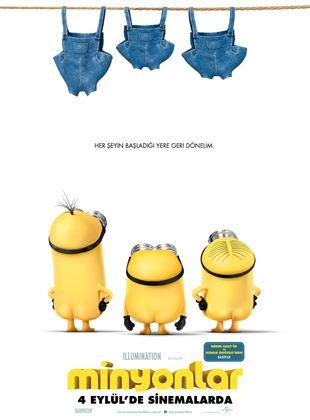 HER ŞEYİN BAŞLADIĞI YERE GERİ DÖNELİM.
ILLUMINATION
minyonlar
4 EYLÜL'DE SİNEMALARDA